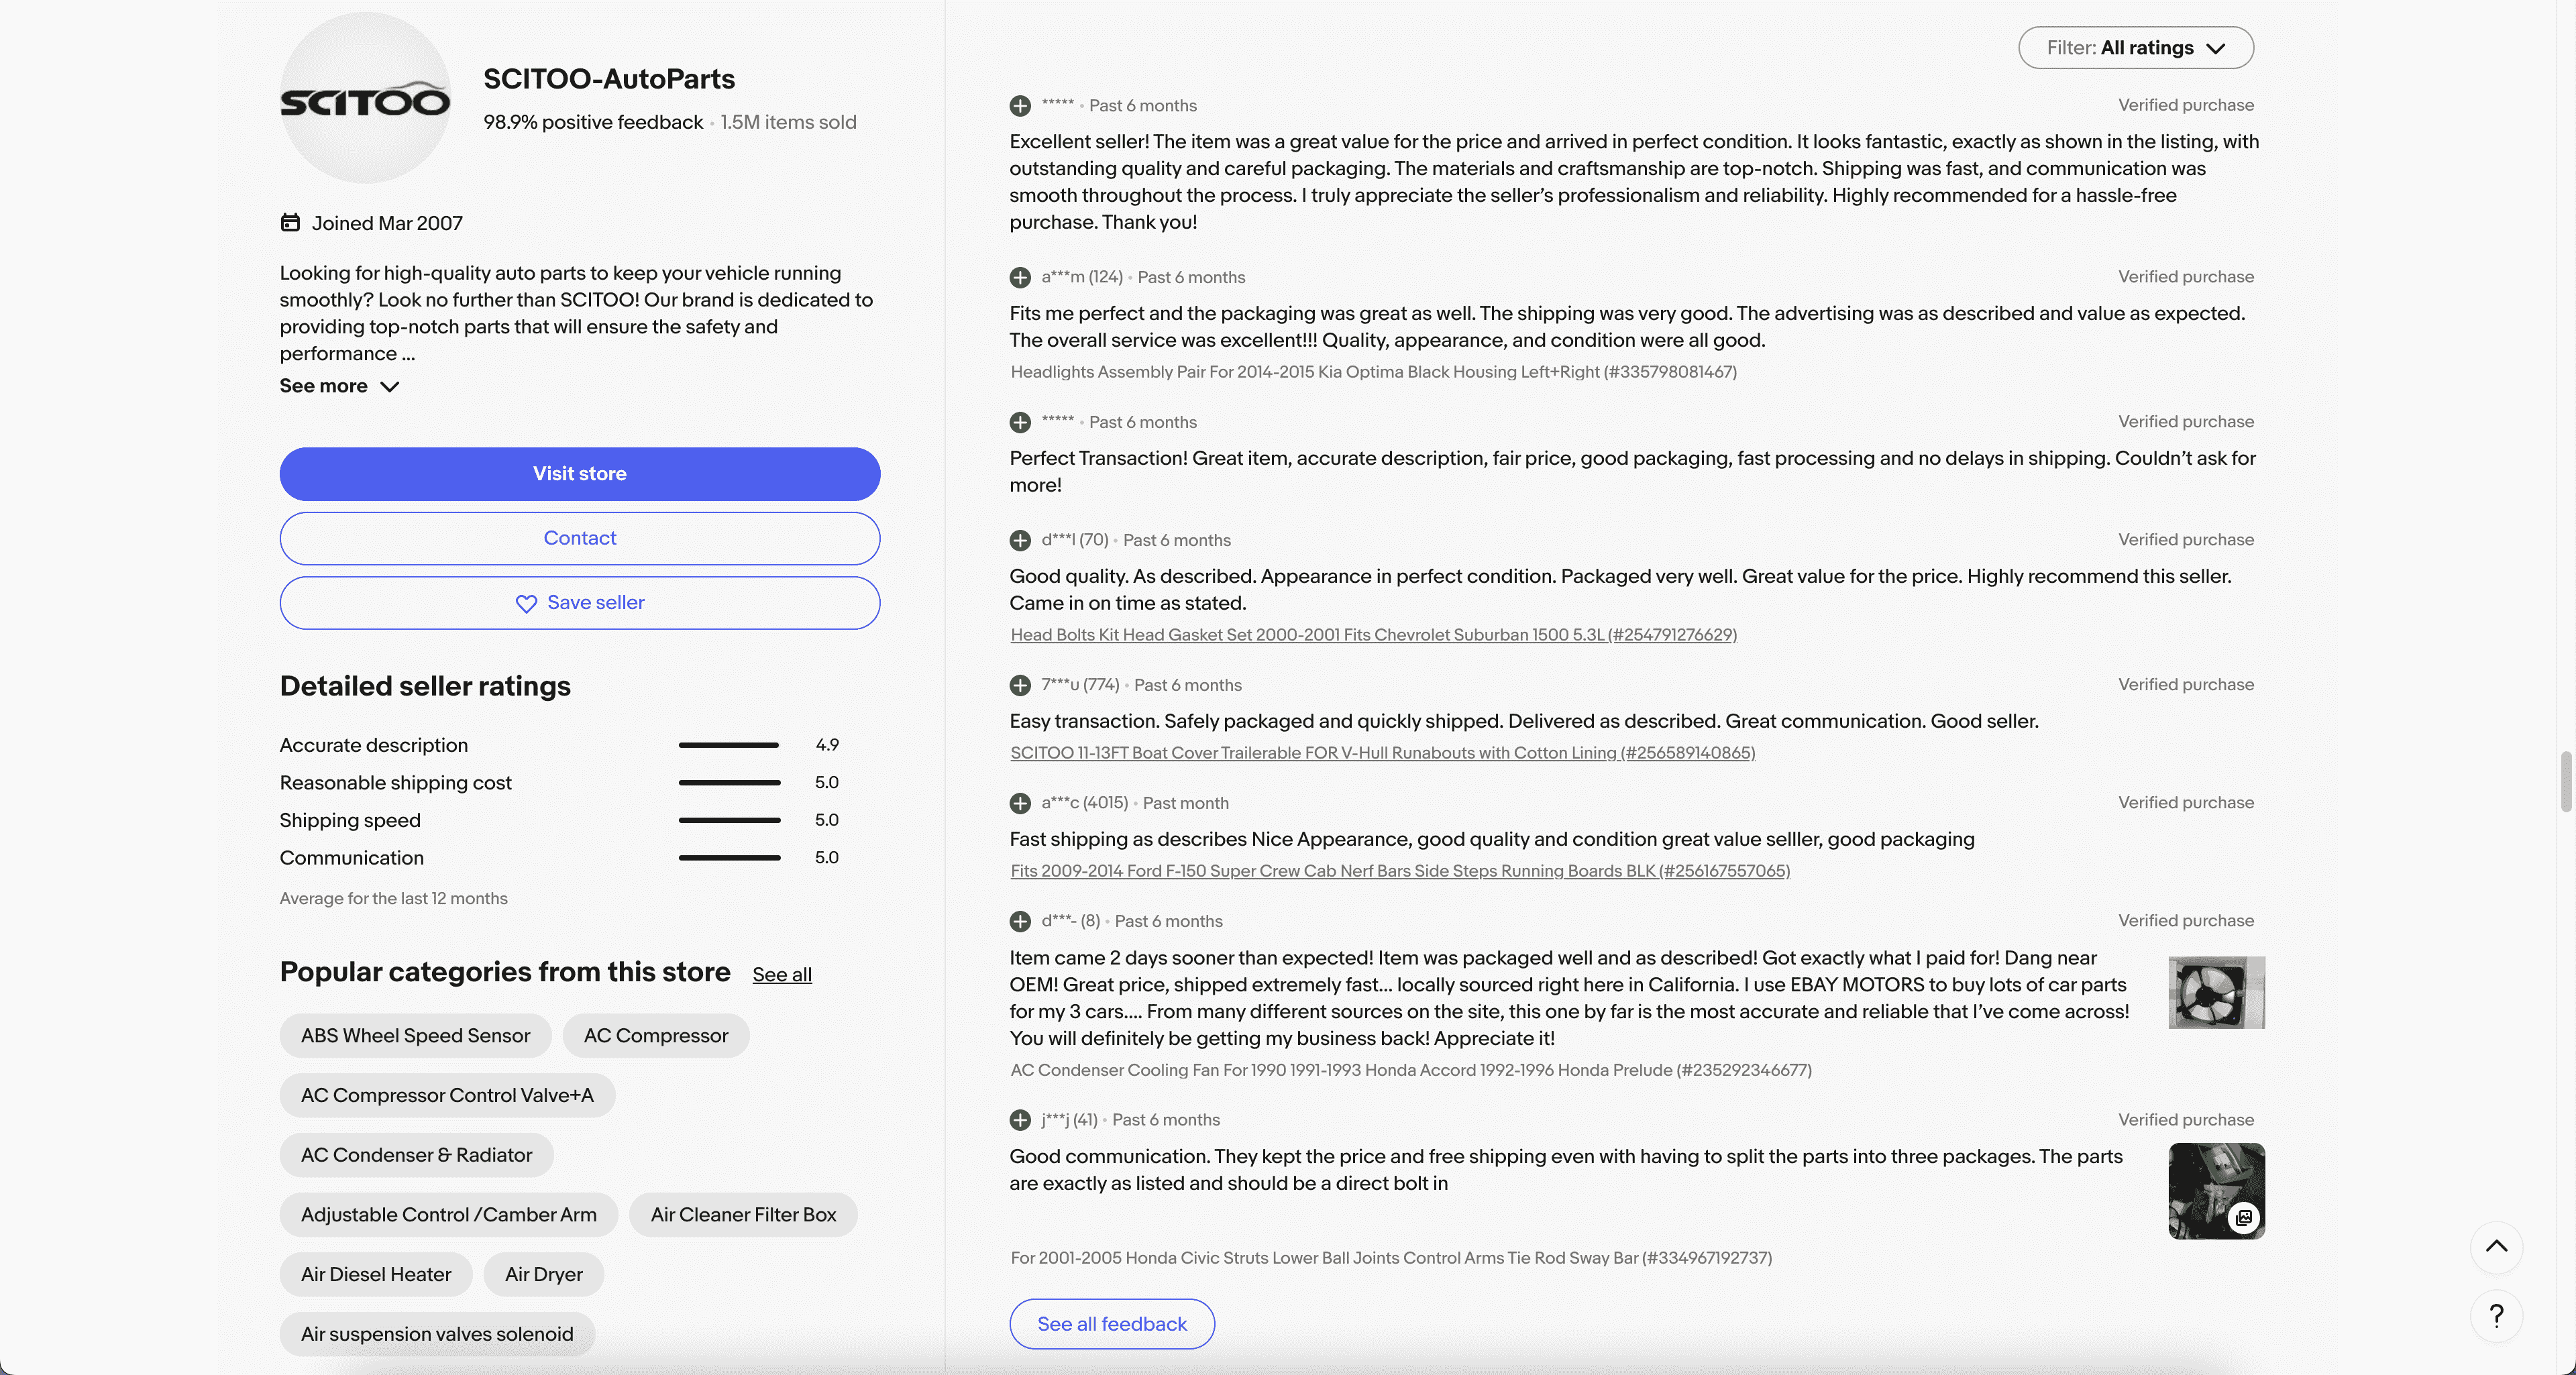 SCITOO
SCITOO-AutoParts
98.9% positive feedback • 1.5M items sold
Joined Mar 2007
Looking for high-quality auto parts to keep your vehicle running
smoothly? Look no further than SCITOO! Our brand is dedicated to
providing top-notch parts that will ensure the safety and
performance ...
See more
Visit store
Contact
Save seller
Detailed seller ratings
Accurate description 4.9
Reasonable shipping cost 5.0
Shipping speed 5.0
Communication 5.0
Average for the last 12 months
Popular categories from this store See all
ABS Wheel Speed Sensor AC Compressor
AC Compressor Control Valve+A
AC Condenser & Radiator
Adjustable Control /Camber Arm Air Cleaner Filter Box
Air Diesel Heater Air Dryer
Air suspension valves solenoid
Filter: All ratings
***** • Past 6 months Verified purchase
Excellent seller! The item was a great value for the price and arrived in perfect condition. It looks fantastic, exactly as shown in the listing, with
outstanding quality and careful packaging. The materials and craftsmanship are top-notch. Shipping was fast, and communication was
smooth throughout the process. I truly appreciate the seller’s professionalism and reliability. Highly recommended for a hassle-free
purchase. Thank you!
a***m (124) • Past 6 months Verified purchase
Fits me perfect and the packaging was great as well. The shipping was very good. The advertising was as described and value as expected.
The overall service was excellent!!! Quality, appearance, and condition were all good.
Headlights Assembly Pair For 2014-2015 Kia Optima Black Housing Left+Right (#335798081467)
***** • Past 6 months Verified purchase
Perfect Transaction! Great item, accurate description, fair price, good packaging, fast processing and no delays in shipping. Couldn’t ask for
more!
d***l (70) • Past 6 months Verified purchase
Good quality. As described. Appearance in perfect condition. Packaged very well. Great value for the price. Highly recommend this seller.
Came in on time as stated.
Head Bolts Kit Head Gasket Set 2000-2001 Fits Chevrolet Suburban 1500 5.3L (#254791276629)
7***u (774) • Past 6 months Verified purchase
Easy transaction. Safely packaged and quickly shipped. Delivered as described. Great communication. Good seller.
SCITOO 11-13FT Boat Cover Trailerable FOR V-Hull Runabouts with Cotton Lining (#256589140865)
a***c (4015) • Past month Verified purchase
Fast shipping as describes Nice Appearance, good quality and condition great value selller, good packaging
Fits 2009-2014 Ford F-150 Super Crew Cab Nerf Bars Side Steps Running Boards BLK (#256167557065)
d***- (8) • Past 6 months Verified purchase
Item came 2 days sooner than expected! Item was packaged well and as described! Got exactly what I paid for! Dang near
OEM! Great price, shipped extremely fast... locally sourced right here in California. I use EBAY MOTORS to buy lots of car parts
for my 3 cars.... From many different sources on the site, this one by far is the most accurate and reliable that I’ve come across!
You will definitely be getting my business back! Appreciate it!
AC Condenser Cooling Fan For 1990 1991-1993 Honda Accord 1992-1996 Honda Prelude (#235292346677)
j***j (41) • Past 6 months Verified purchase
Good communication. They kept the price and free shipping even with having to split the parts into three packages. The parts
are exactly as listed and should be a direct bolt in
For 2001-2005 Honda Civic Struts Lower Ball Joints Control Arms Tie Rod Sway Bar (#334967192737)
See all feedback
?